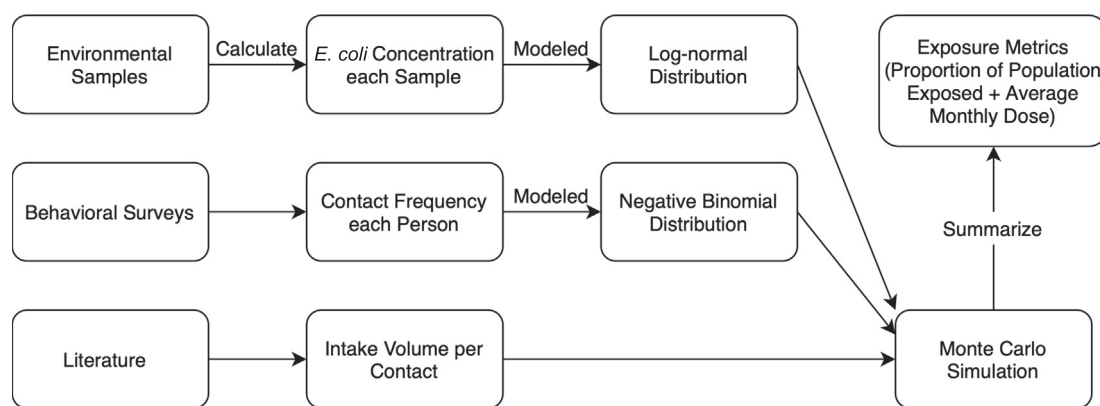 Environmental
Samples
Calculate
E. coli Concentration
each Sample
Modeled
Log-normal
Distribution
Exposure Metrics
(Proportion of Population
Exposed + Average
Monthly Dose)
Behavioral Surveys
Contact Frequency
each Person
Modeled
Negative Binomial
Distribution
Summarize
Literature
Intake Volume per
Contact
Monte Carlo
Simulation